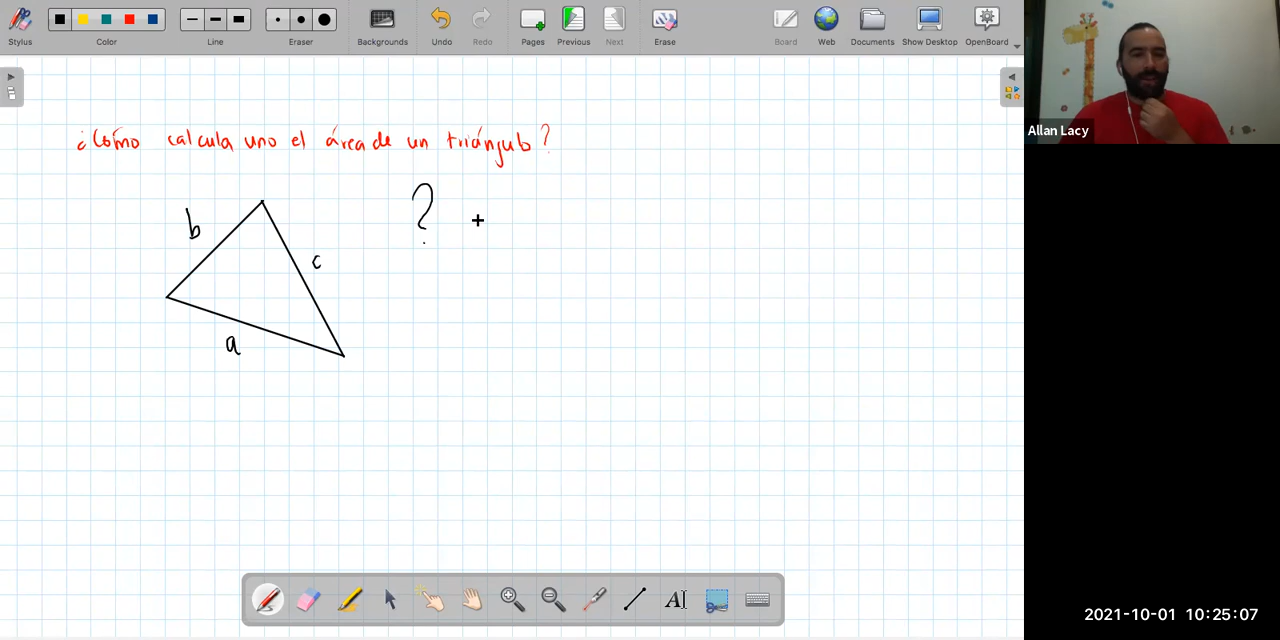 Stylus Color Line Eraser Backgrounds Undo Redo Pages Previous Next Erase Board Web Documents Show Desktop OpenBoard
¿Cómo calcula uno el área de un triángulo?
b
?
c
a
Allan Lacy
2021-10-01 10:25:07